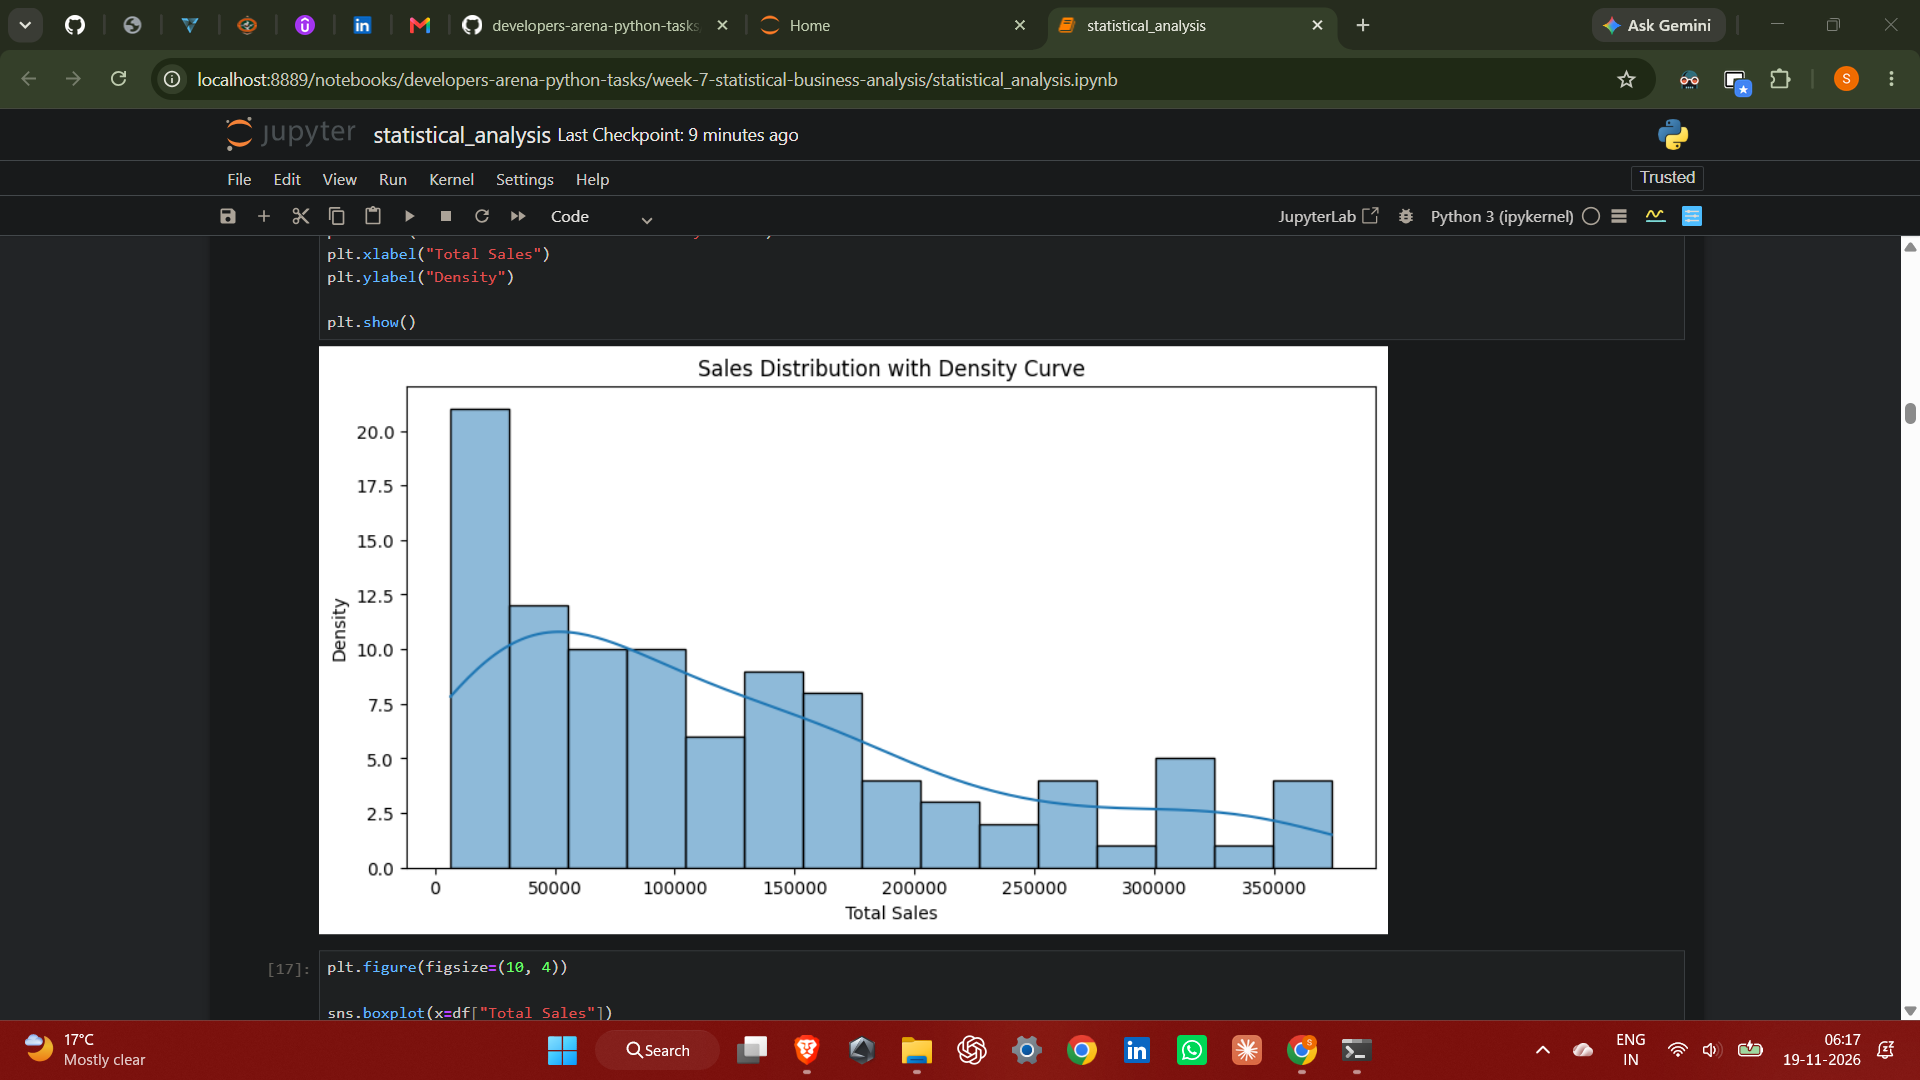 developers-arena-python-tasks
Home
statistical_analysis
Ask Gemini
localhost:8889/notebooks/developers-arena-python-tasks/week-7-statistical-business-analysis/statistical_analysis.ipynb
S
jupyter statistical_analysis Last Checkpoint: 9 minutes ago
File Edit View Run Kernel Settings Help
Trusted
Code
JupyterLab
Python 3 (ipykernel)
plt.xlabel("Total Sales")
plt.ylabel("Density")
plt.show()
Sales Distribution with Density Curve
20.0
17.5
15.0
12.5
10.0
7.5
5.0
2.5
0.0
Density
0 50000 100000 150000 200000 250000 300000 350000
Total Sales
[17]:
plt.figure(figsize=(10, 4))
sns.boxplot(x=df["Total Sales"])
17°C
Mostly clear
Search
ENG
IN
06:17
19-11-2026